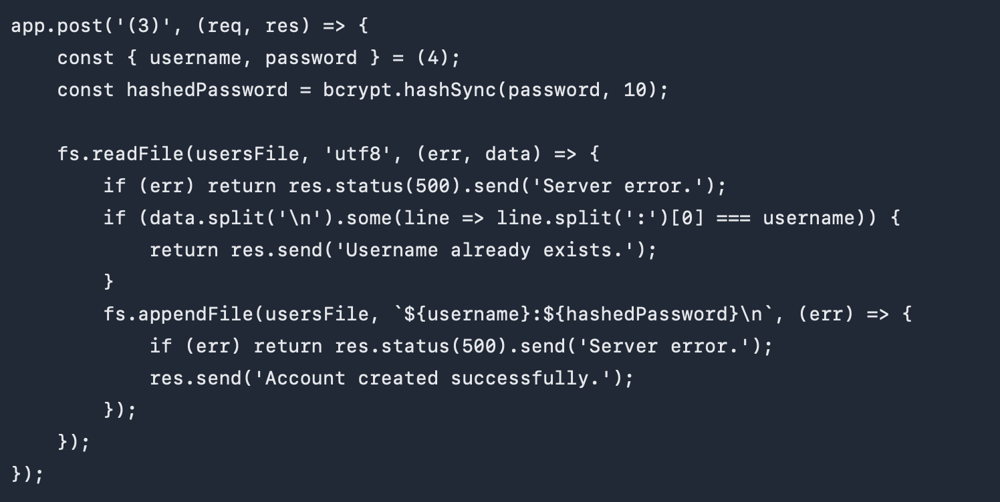 app.post('(3)', (req, res) => {
    const { username, password } = (4);
    const hashedPassword = bcrypt.hashSync(password, 10);

    fs.readFile(usersFile, 'utf8', (err, data) => {
        if (err) return res.status(500).send('Server error.');
        if (data.split('\n').some(line => line.split(':')[0] === username)) {
            return res.send('Username already exists.');
        }
        fs.appendFile(usersFile, `${username}:${hashedPassword}\n`, (err) => {
            if (err) return res.status(500).send('Server error.');
            res.send('Account created successfully.');
        });
    });
});